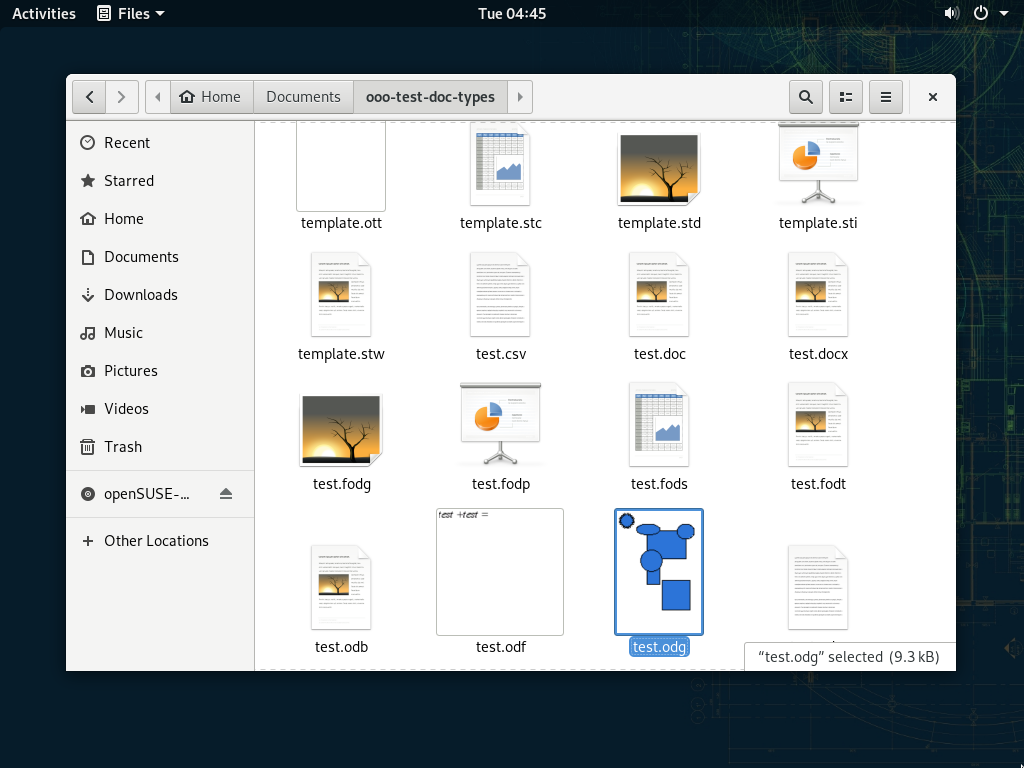 Activities Files Tue 04:45
Home Documents ooo-test-doc-types
Recent
Starred
Home
Documents
Downloads
Music
Pictures
Videos
Trash
openSUSE-...
Other Locations
template.ott template.stc template.std template.sti
template.stw test.csv test.doc test.docx
test.fodg test.fodp test.fods test.fodt
test +test =
test.odb test.odf test.odg
“test.odg” selected (9.3 kB)